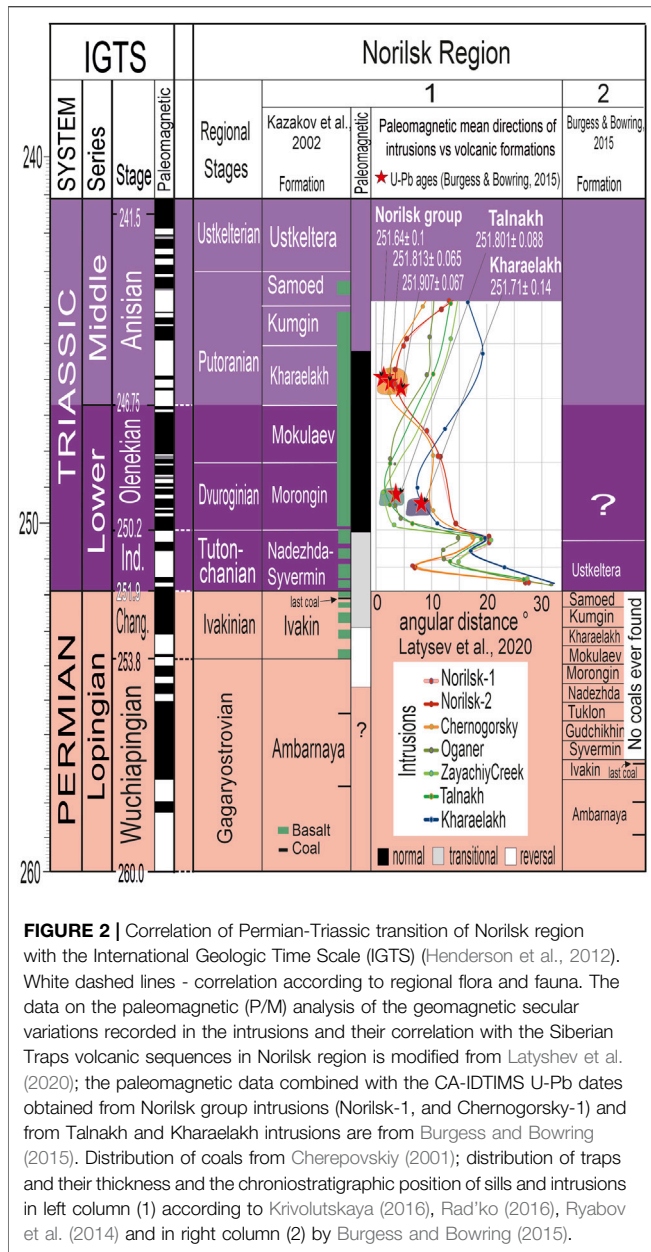 IGTS
Norilsk Region
SYSTEM
Series
Stage
Paleomagnetic
Regional
Stages
Kazakov et al.,
2002
Formation
Paleomagnetic
1
Paleomagnetic mean directions of
intrusions vs volcanic formations
★ U-Pb ages (Burgess & Bowring, 2015)
2
Burgess & Bowring,
2015
Formation
240
250
260
TRIASSIC
PERMIAN
Middle
Lower
Lopingian
241.5
Anisian
246.75
Olenekian
250.2
Ind.
251.9
Chang.
253.8
Wuchiapingian
260.0
Ustkelterian
Putoranian
Dvuroginian
Tuton-
chanian
Ivakinian
Gagaryostrovian
Ustkeltera
Samoed
Kumgin
Kharaelakh
Mokulaev
Morongin
Nadezhda-
Syvermin
last coal
Ivakin
Ambarnaya
Basalt
Coal
?
Norilsk group
251.64± 0.1
251.813± 0.065
251.907± 0.067
Talnakh
251.801± 0.088
Kharaelakh
251.71± 0.14
0 10 20 30
angular distance °
Latysev et al., 2020
Intrusions
Norilsk-1
Norilsk-2
Chernogorsky
Oganer
ZayachiyCreek
Talnakh
Kharaelakh
normal transitional reversal
?
Ustkeltera
Samoed
Kumgin
Kharaelakh
Mokulaev
Morongin
Nadezhda
Tuklon
Gudchikhin
Syvermin
Ivakin last coal
Ambarnaya
No coals ever found
FIGURE 2 | Correlation of Permian-Triassic transition of Norilsk region
with the International Geologic Time Scale (IGTS) (Henderson et al., 2012).
White dashed lines - correlation according to regional flora and fauna. The
data on the paleomagnetic (P/M) analysis of the geomagnetic secular
variations recorded in the intrusions and their correlation with the Siberian
Traps volcanic sequences in Norilsk region is modified from Latyshev et al.
(2020); the paleomagnetic data combined with the CA-IDTIMS U-Pb dates
obtained from Norilsk group intrusions (Norilsk-1, and Chernogorsky-1) and
from Talnakh and Kharaelakh intrusions are from Burgess and Bowring
(2015). Distribution of coals from Cherepovskiy (2001); distribution of traps
and their thickness and the chroniostratigraphic position of sills and intrusions
in left column (1) according to Krivolutskaya (2016), Rad'ko (2016), Ryabov
et al. (2014) and in right column (2) by Burgess and Bowring (2015).